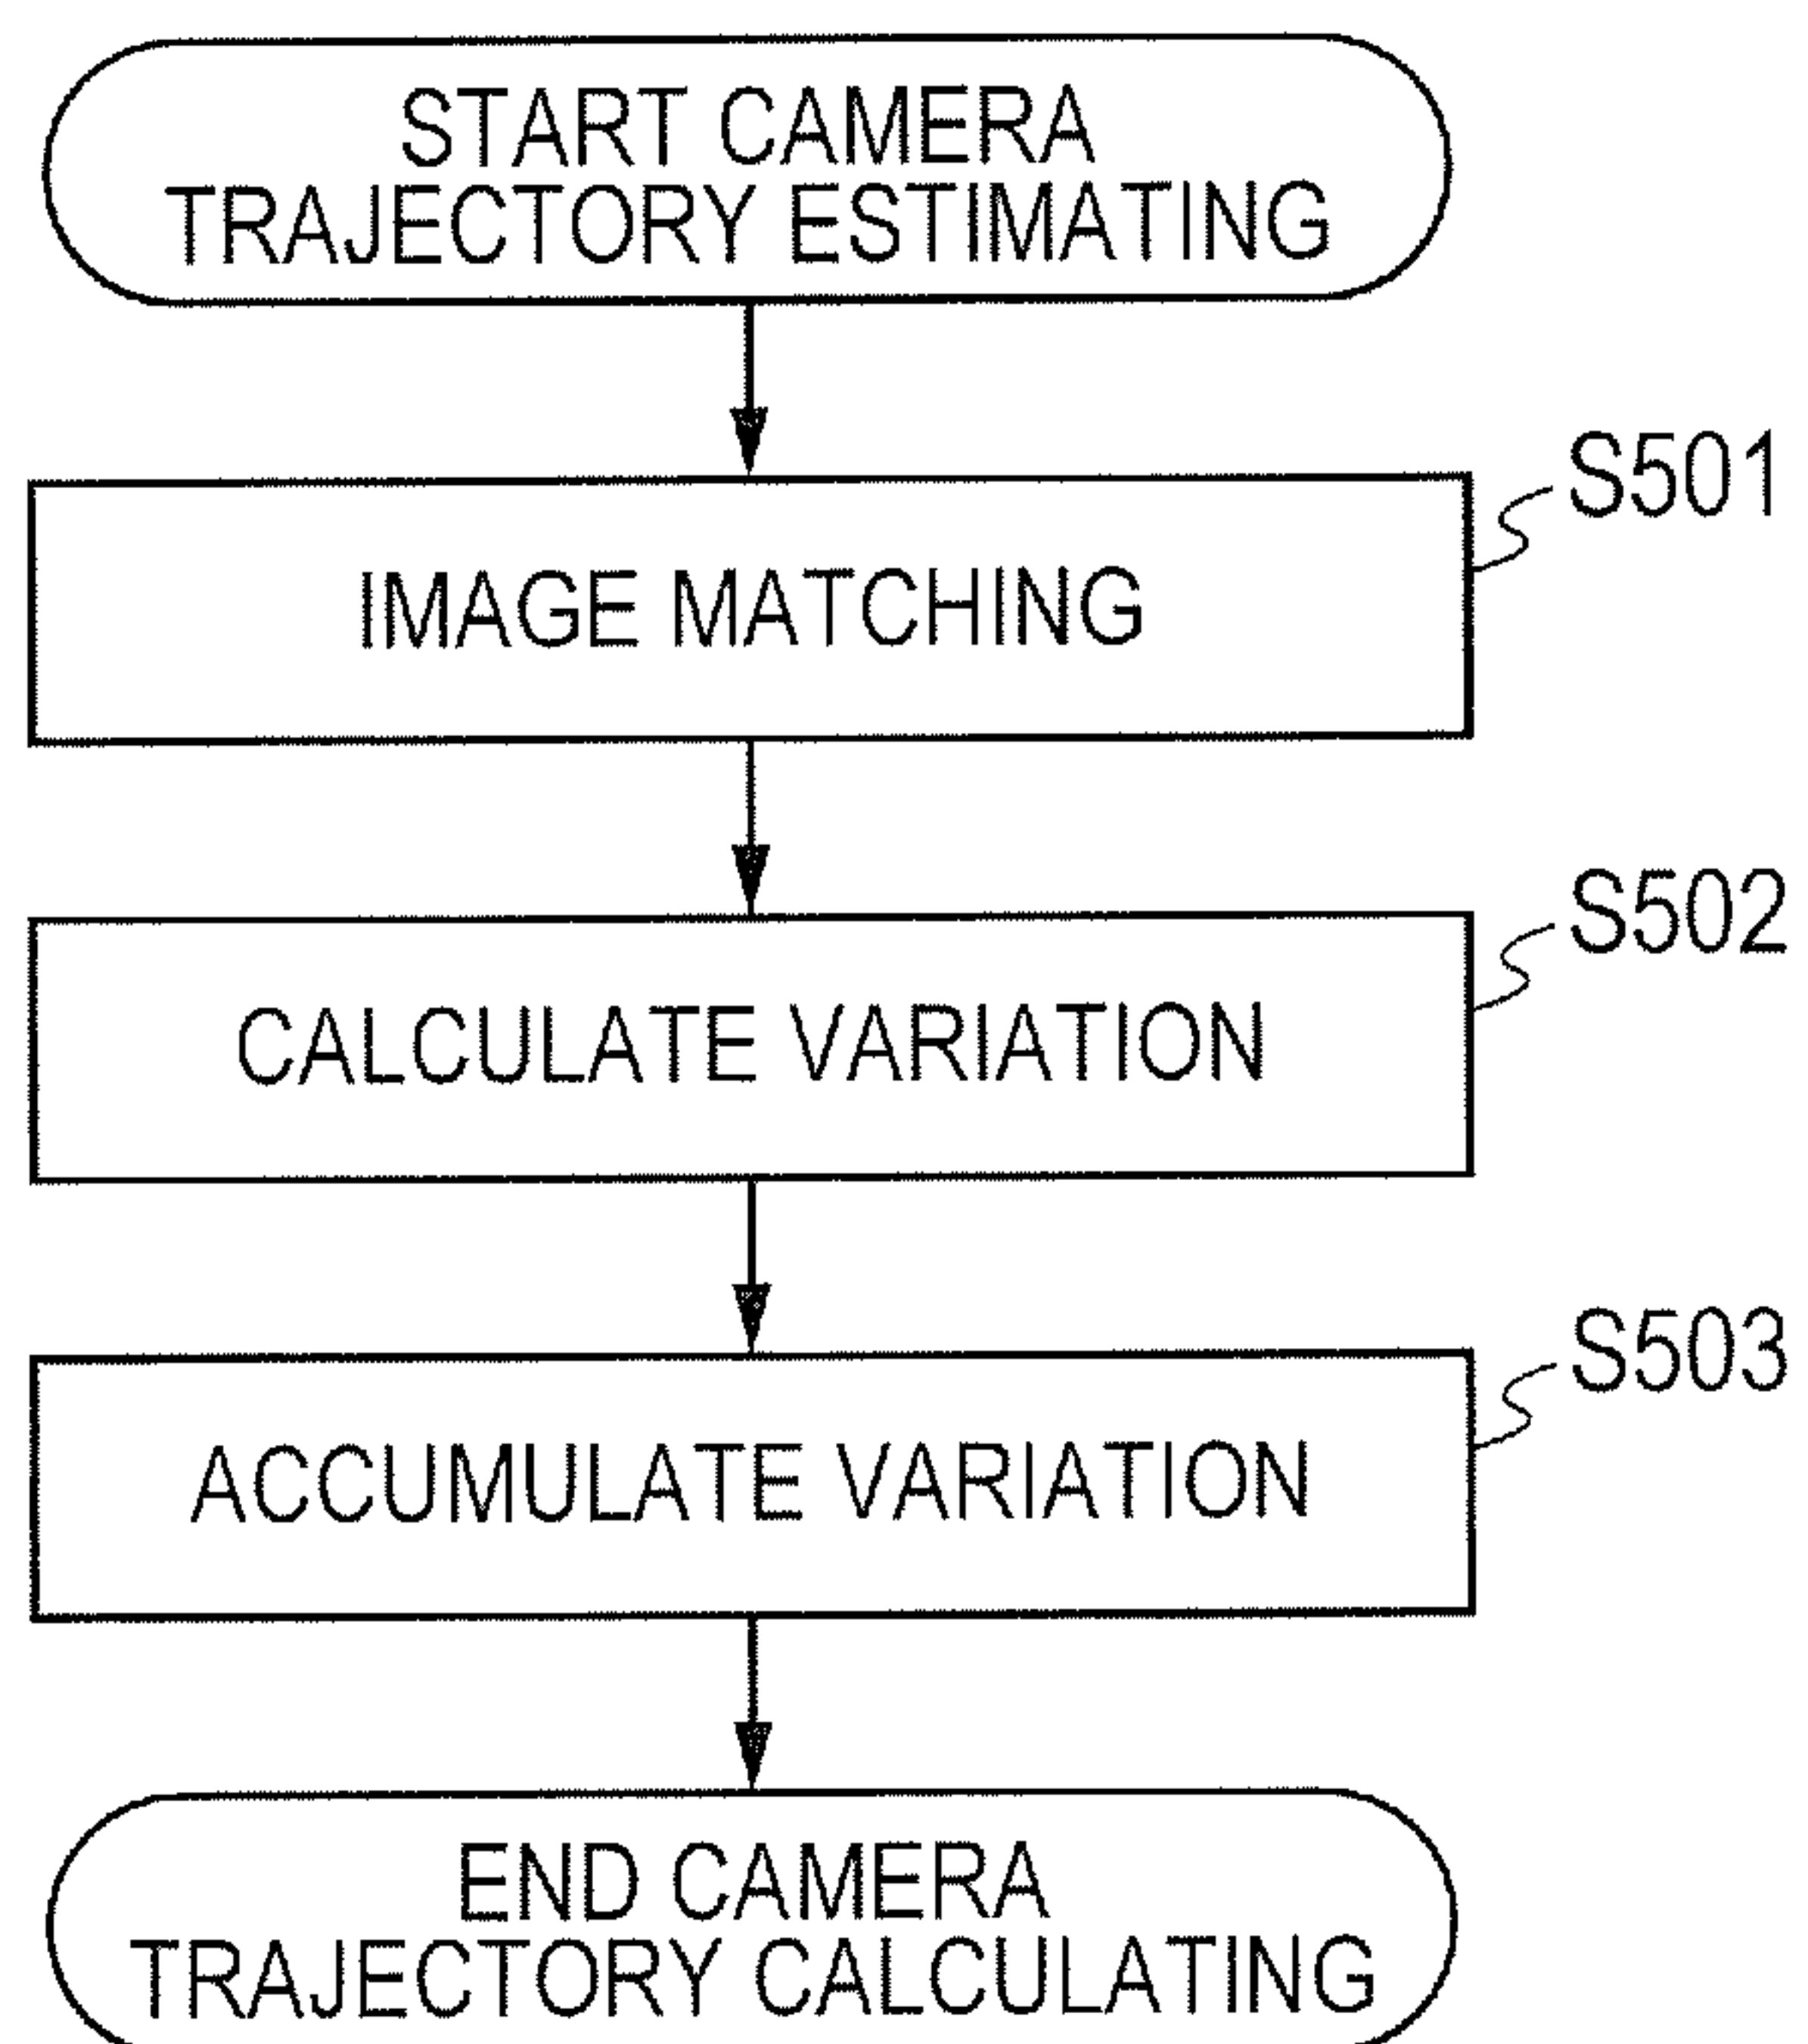 START CAMERA
TRAJECTORY ESTIMATING
S501
IMAGE MATCHING
S502
CALCULATE VARIATION
S503
ACCUMULATE VARIATION
END CAMERA
TRAJECTORY CALCULATING